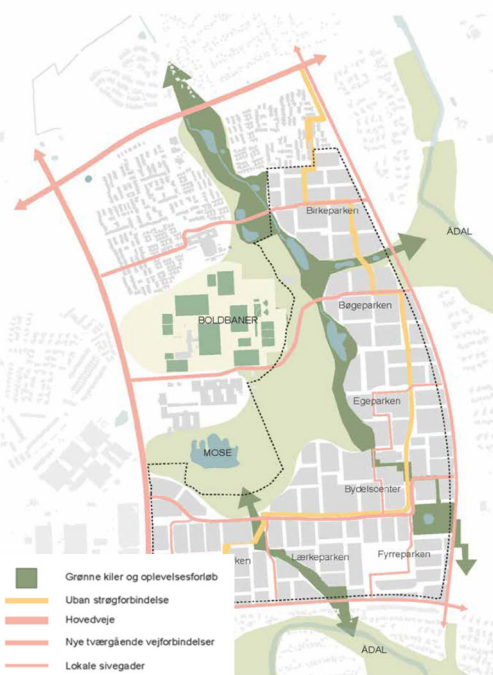 Birkeparken
ÅDAL
Bøgeparken
BOLDBANER
Egeparken
MOSE
Bydelscenter
ken
Lærkeparken
Fyrreparken
Grønne kiler og oplevelsesforløb
Uban strøgforbindelse
Hovedveje
Nye tværgående vejforbindelser
Lokale sivegader
ÅDAL